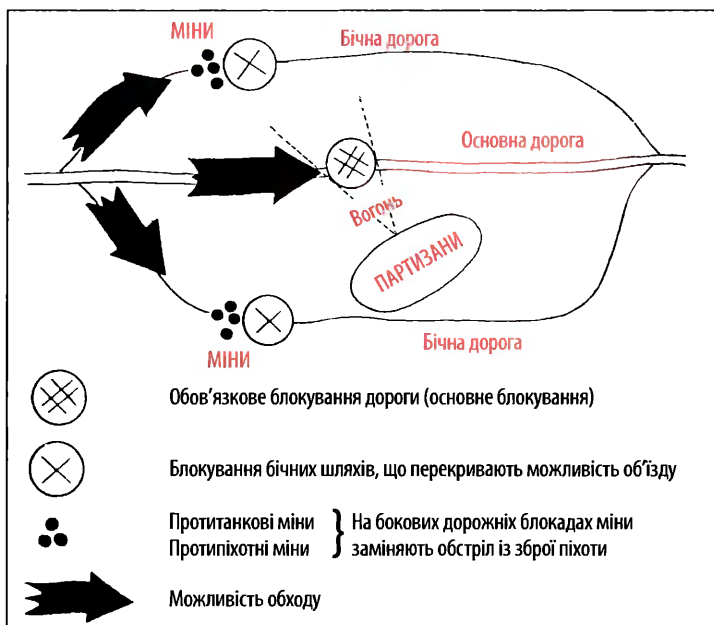 МІНИ
Бічна дорога
Основна дорога
Вогонь
ПАРТИЗАНИ
МІНИ
Бічна дорога
Обов'язкове блокування дороги (основне блокування)
Блокування бічних шляхів, що перекривають можливість об'їзду
Протитанкові міни
Протипіхотні міни
На бокових дорожніх блокадах міни
заміняють обстріл із зброї піхоти
Можливість обходу